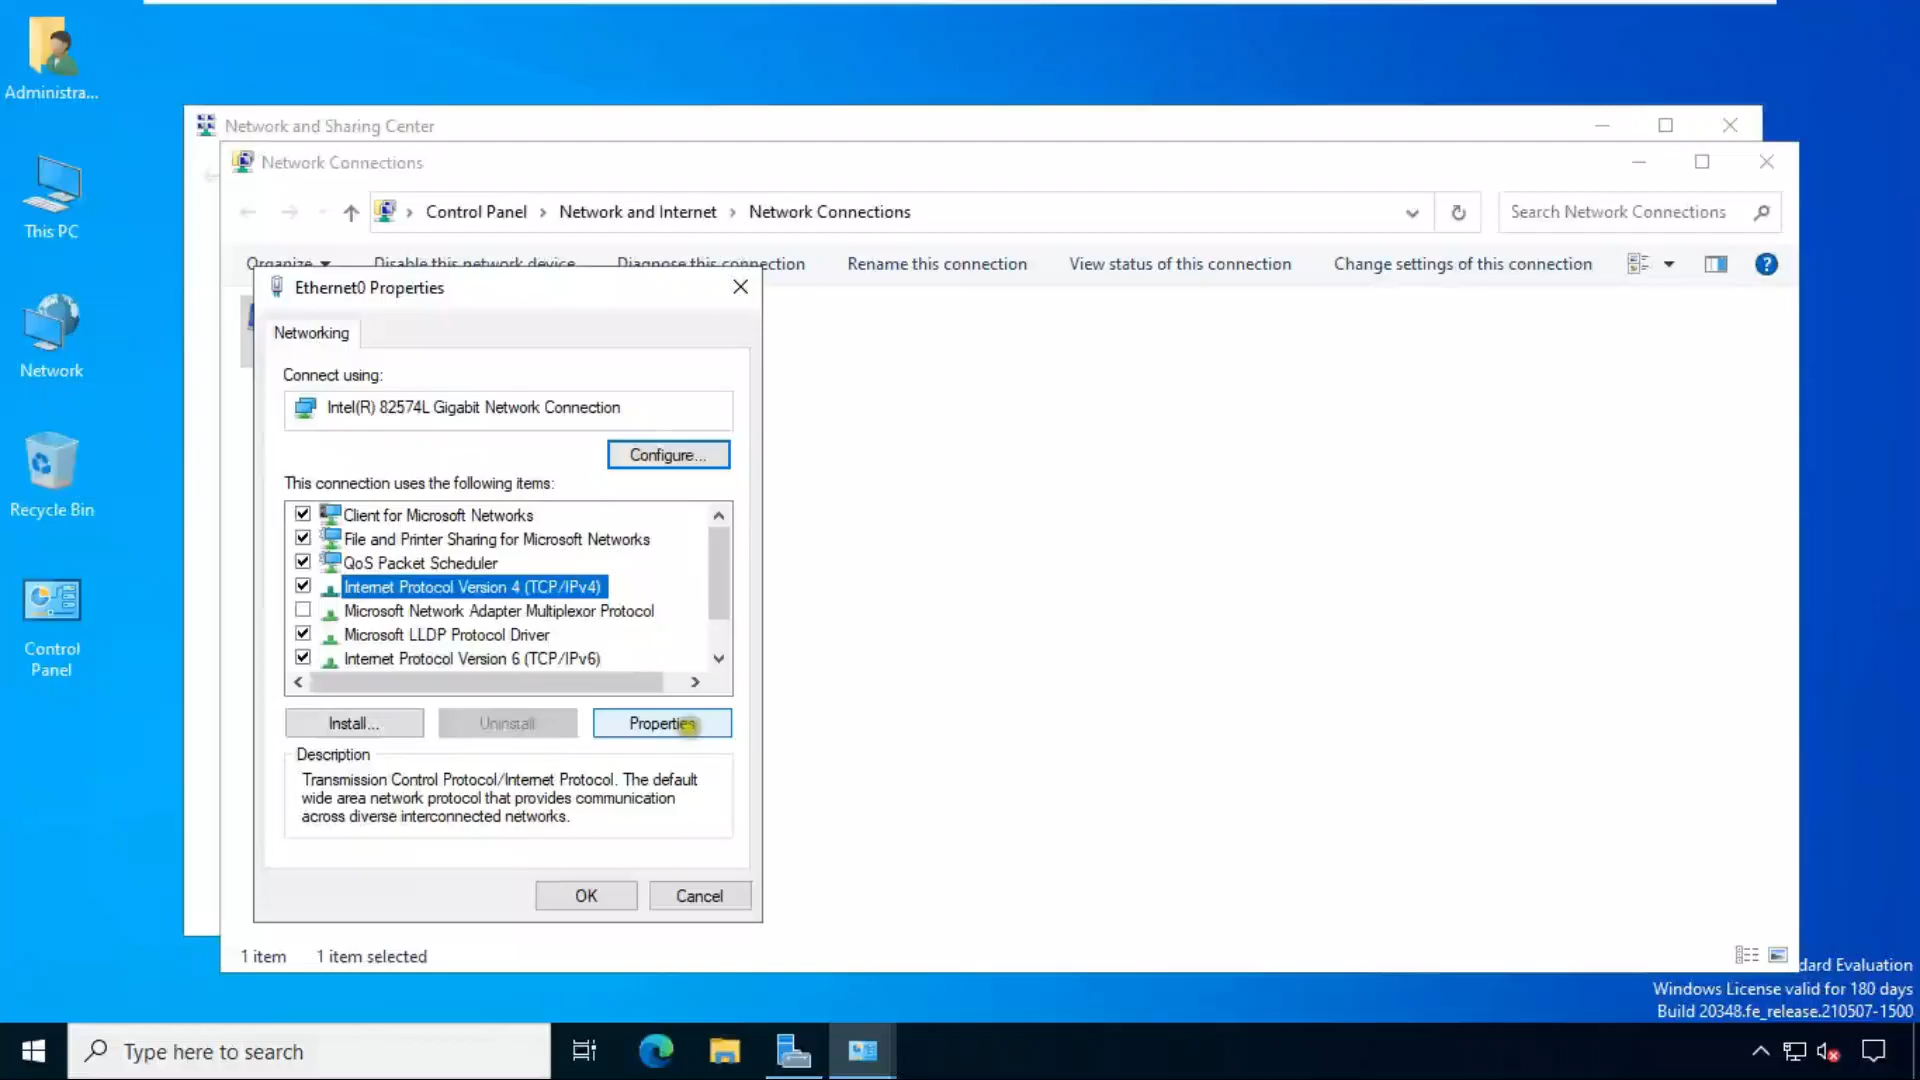 Administra...
This PC
Network
Recycle Bin
Control
Panel
Network and Sharing Center
Network Connections
Control Panel
Network and Internet
Network Connections
Search Network Connections
Organize
Disable this network device
Diagnose this connection
Rename this connection
View status of this connection
Change settings of this connection
Ethernet0 Properties
Networking
Connect using:
Intel(R) 82574L Gigabit Network Connection
Configure...
This connection uses the following items:
Client for Microsoft Networks
File and Printer Sharing for Microsoft Networks
QoS Packet Scheduler
Internet Protocol Version 4 (TCP/IPv4)
Microsoft Network Adapter Multiplexor Protocol
Microsoft LLDP Protocol Driver
Internet Protocol Version 6 (TCP/IPv6)
Install...
Uninstall
Properties
Description
Transmission Control Protocol/Internet Protocol. The default
wide area network protocol that provides communication
across diverse interconnected networks.
OK
Cancel
1 item
1 item selected
dard Evaluation
Windows License valid for 180 days
Build 20348.fe_release.210507-1500
Type here to search